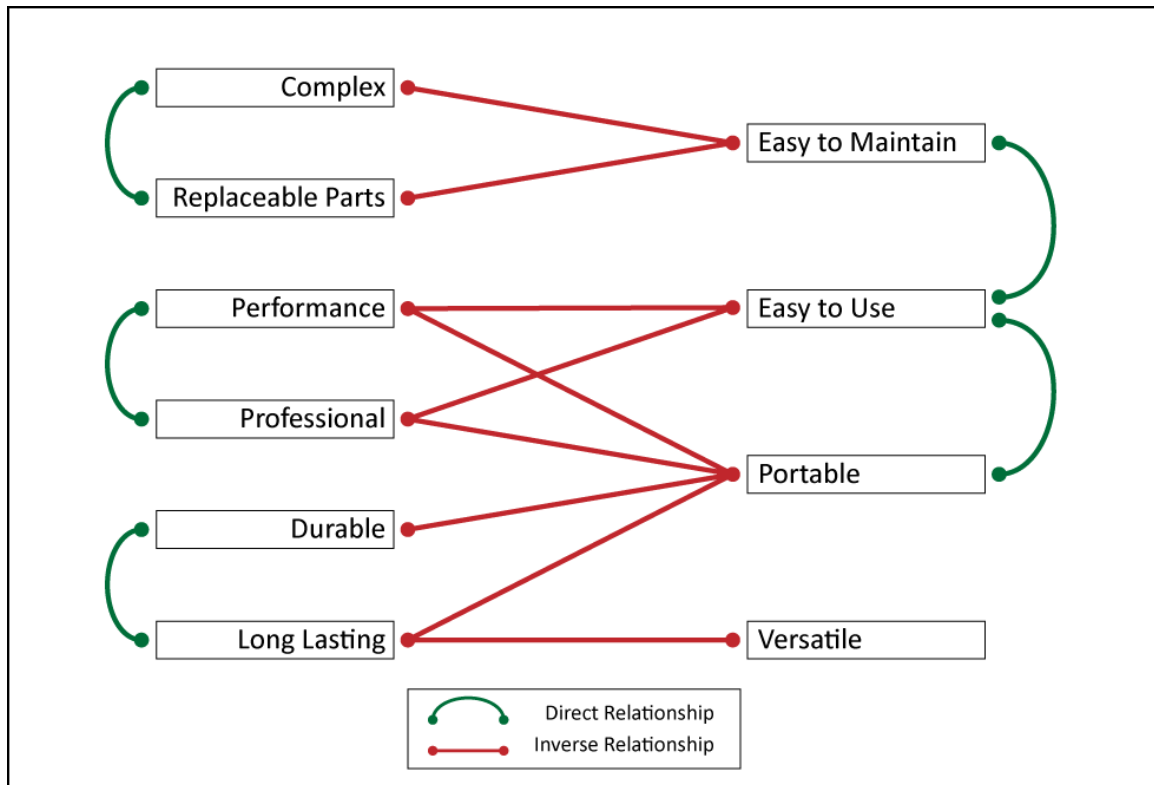 Complex
Replaceable Parts
Performance
Professional
Durable
Long Lasting
Easy to Maintain
Easy to Use
Portable
Versatile
Direct Relationship
Inverse Relationship